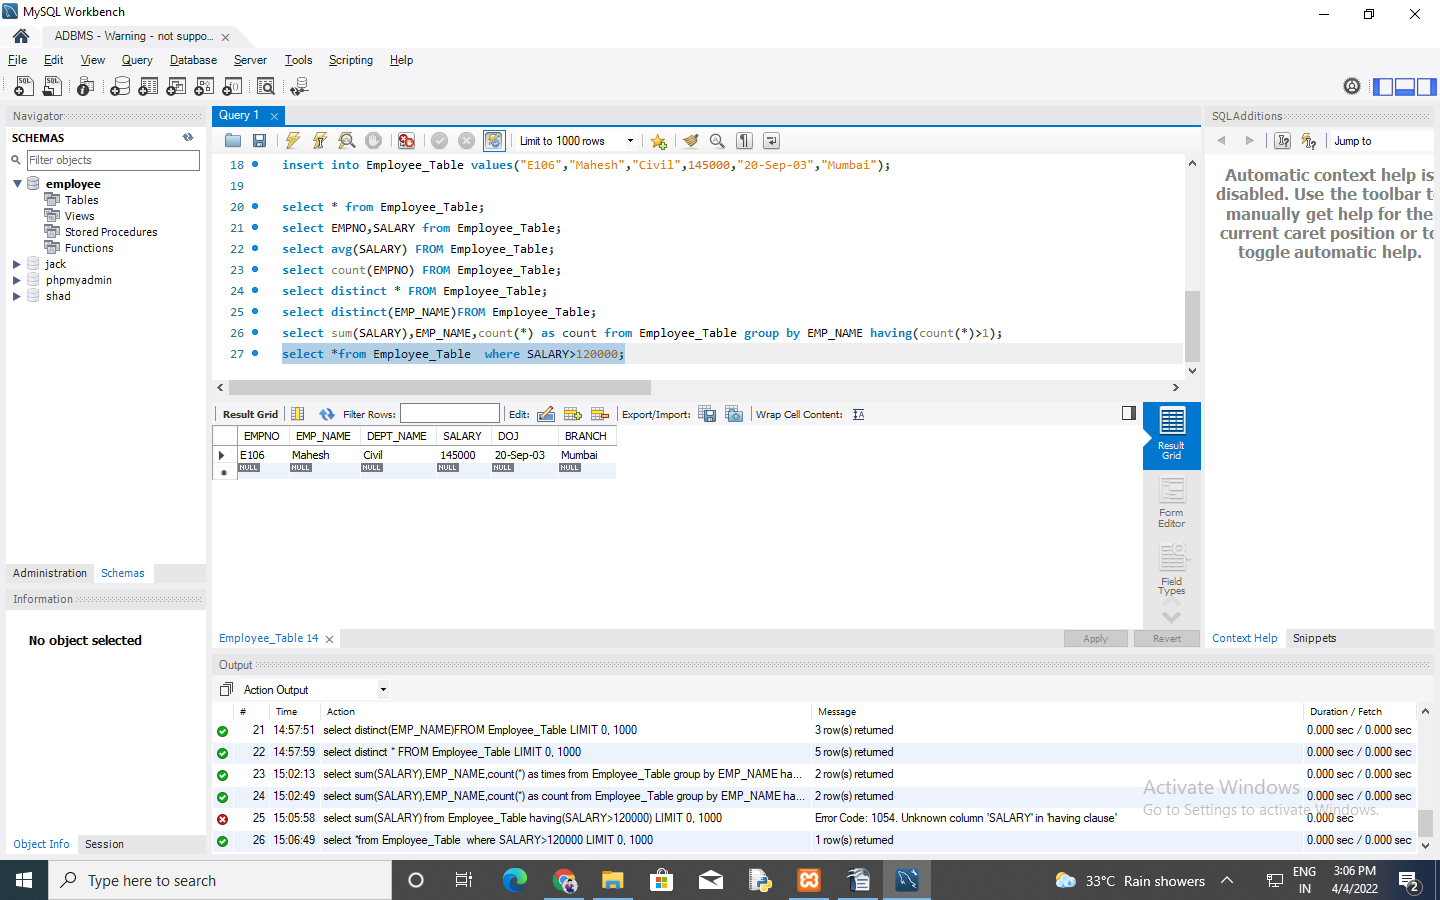 MySQL Workbench
ADBMS - Warning - not suppo...
File Edit View Query Database Server Tools Scripting Help
Navigator
SCHEMAS
Filter objects
employee
Tables
Views
Stored Procedures
Functions
jack
phpmyadmin
shad
Administration Schemas
Information
No object selected
Object Info Session
Query 1
Limit to 1000 rows
18 insert into Employee_Table values("E106","Mahesh","Civil",145000,"20-Sep-03","Mumbai");
19
20 select * from Employee_Table;
21 select EMPNO,SALARY from Employee_Table;
22 select avg(SALARY) FROM Employee_Table;
23 select count(EMPNO) FROM Employee_Table;
24 select distinct * FROM Employee_Table;
25 select distinct(EMP_NAME)FROM Employee_Table;
26 select sum(SALARY),EMP_NAME,count(*) as count from Employee_Table group by EMP_NAME having(count(*)>1);
27 select *from Employee_Table  where SALARY>120000;
Result Grid Filter Rows: Edit: Export/Import: Wrap Cell Content:
EMPNO EMP_NAME DEPT_NAME SALARY DOJ BRANCH
E106 Mahesh Civil 145000 20-Sep-03 Mumbai
NULL NULL NULL NULL NULL NULL
Result
Grid
Form
Editor
Field
Types
Employee_Table 14
Apply Revert
SQLAdditions
Jump to
Automatic context help is
disabled. Use the toolbar t
manually get help for the
current caret position or to
toggle automatic help.
Context Help Snippets
Output
Action Output
# Time Action Message Duration / Fetch
21 14:57:51 select distinct(EMP_NAME)FROM Employee_Table LIMIT 0, 1000 3 row(s) returned 0.000 sec / 0.000 sec
22 14:57:59 select distinct * FROM Employee_Table LIMIT 0, 1000 5 row(s) returned 0.000 sec / 0.000 sec
23 15:02:13 select sum(SALARY),EMP_NAME,count(*) as times from Employee_Table group by EMP_NAME ha... 2 row(s) returned 0.000 sec / 0.000 sec
24 15:02:49 select sum(SALARY),EMP_NAME,count(*) as count from Employee_Table group by EMP_NAME ha... 2 row(s) returned 0.000 sec / 0.000 sec
25 15:05:58 select sum(SALARY) from Employee_Table having(SALARY>120000) LIMIT 0, 1000 Error Code: 1054. Unknown column 'SALARY' in 'having clause' 0.000 sec
26 15:06:49 select *from Employee_Table  where SALARY>120000 LIMIT 0, 1000 1 row(s) returned 0.000 sec / 0.000 sec
Activate Windows
Go to Settings to activate Windows.
Type here to search
33°C Rain showers
ENG
IN
3:06 PM
4/4/2022
2